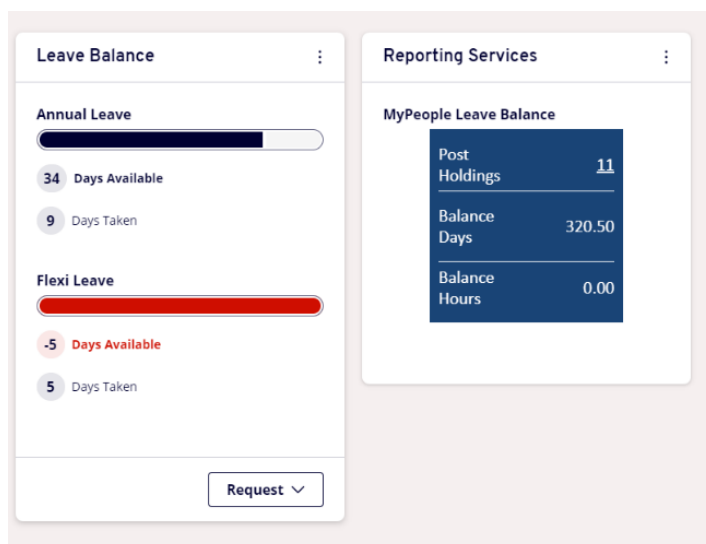 Leave Balance
Annual Leave
34 Days Available
9 Days Taken
Flexi Leave
-5 Days Available
5 Days Taken
Request
Reporting Services
MyPeople Leave Balance
Post
Holdings
11
Balance
Days
320.50
Balance
Hours
0.00